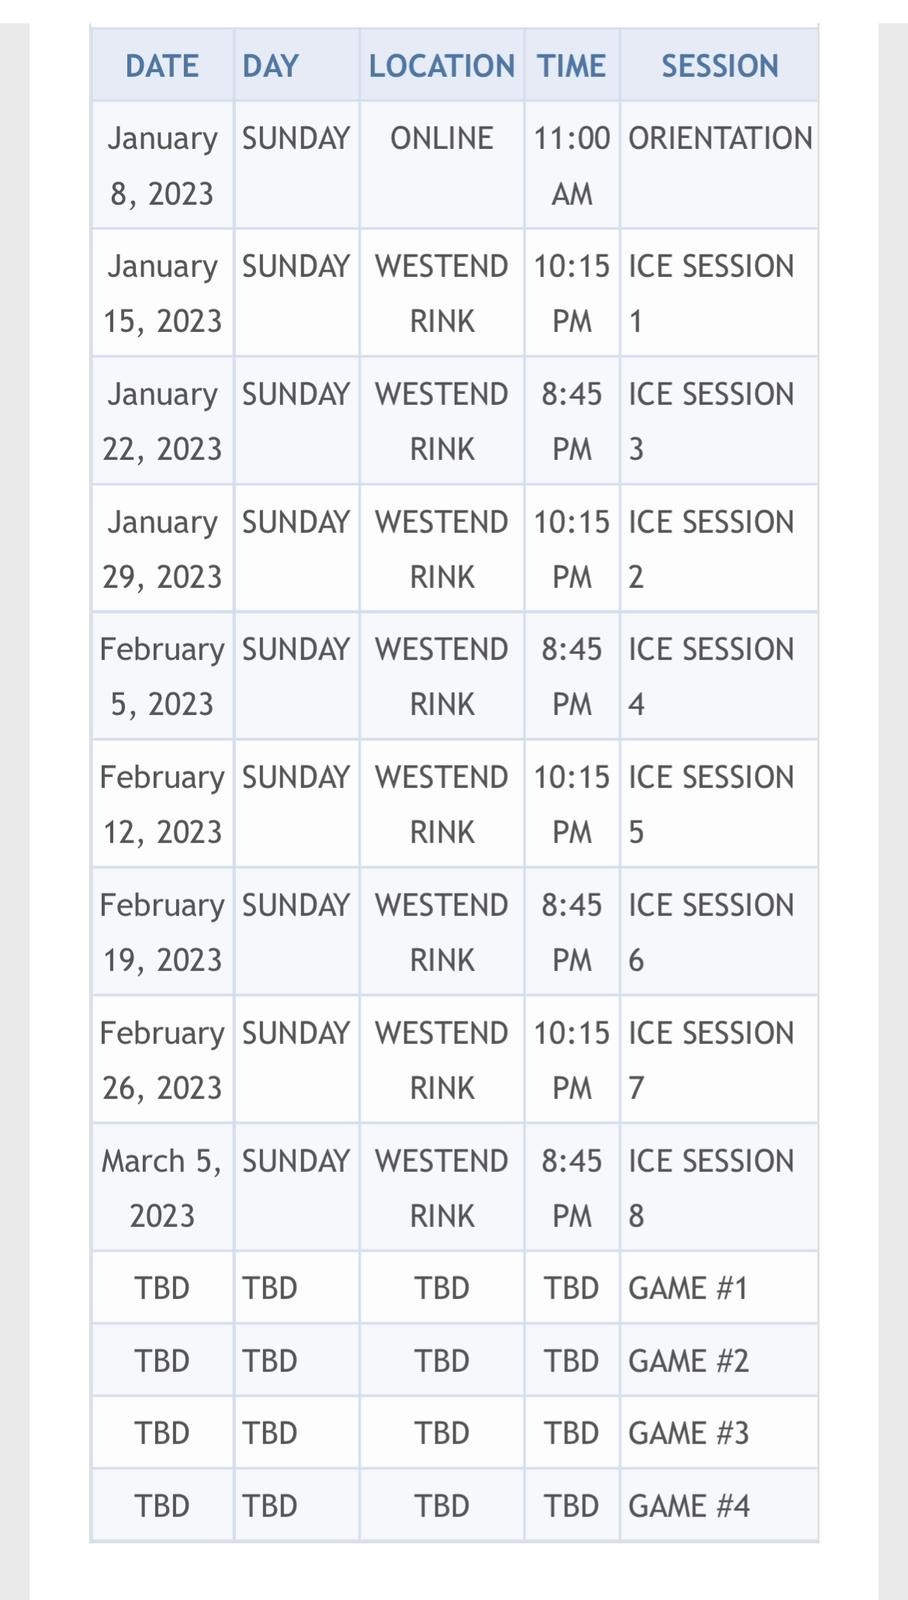 DATE DAY LOCATION TIME SESSION
January SUNDAY ONLINE 11:00 ORIENTATION
8, 2023 AM
January SUNDAY WESTEND 10:15 ICE SESSION
15, 2023 RINK PM 1
January SUNDAY WESTEND 8:45 ICE SESSION
22, 2023 RINK PM 3
January SUNDAY WESTEND 10:15 ICE SESSION
29, 2023 RINK PM 2
February SUNDAY WESTEND 8:45 ICE SESSION
5, 2023 RINK PM 4
February SUNDAY WESTEND 10:15 ICE SESSION
12, 2023 RINK PM 5
February SUNDAY WESTEND 8:45 ICE SESSION
19, 2023 RINK PM 6
February SUNDAY WESTEND 10:15 ICE SESSION
26, 2023 RINK PM 7
March 5, SUNDAY WESTEND 8:45 ICE SESSION
2023 RINK PM 8
TBD TBD TBD TBD GAME #1
TBD TBD TBD TBD GAME #2
TBD TBD TBD TBD GAME #3
TBD TBD TBD TBD GAME #4